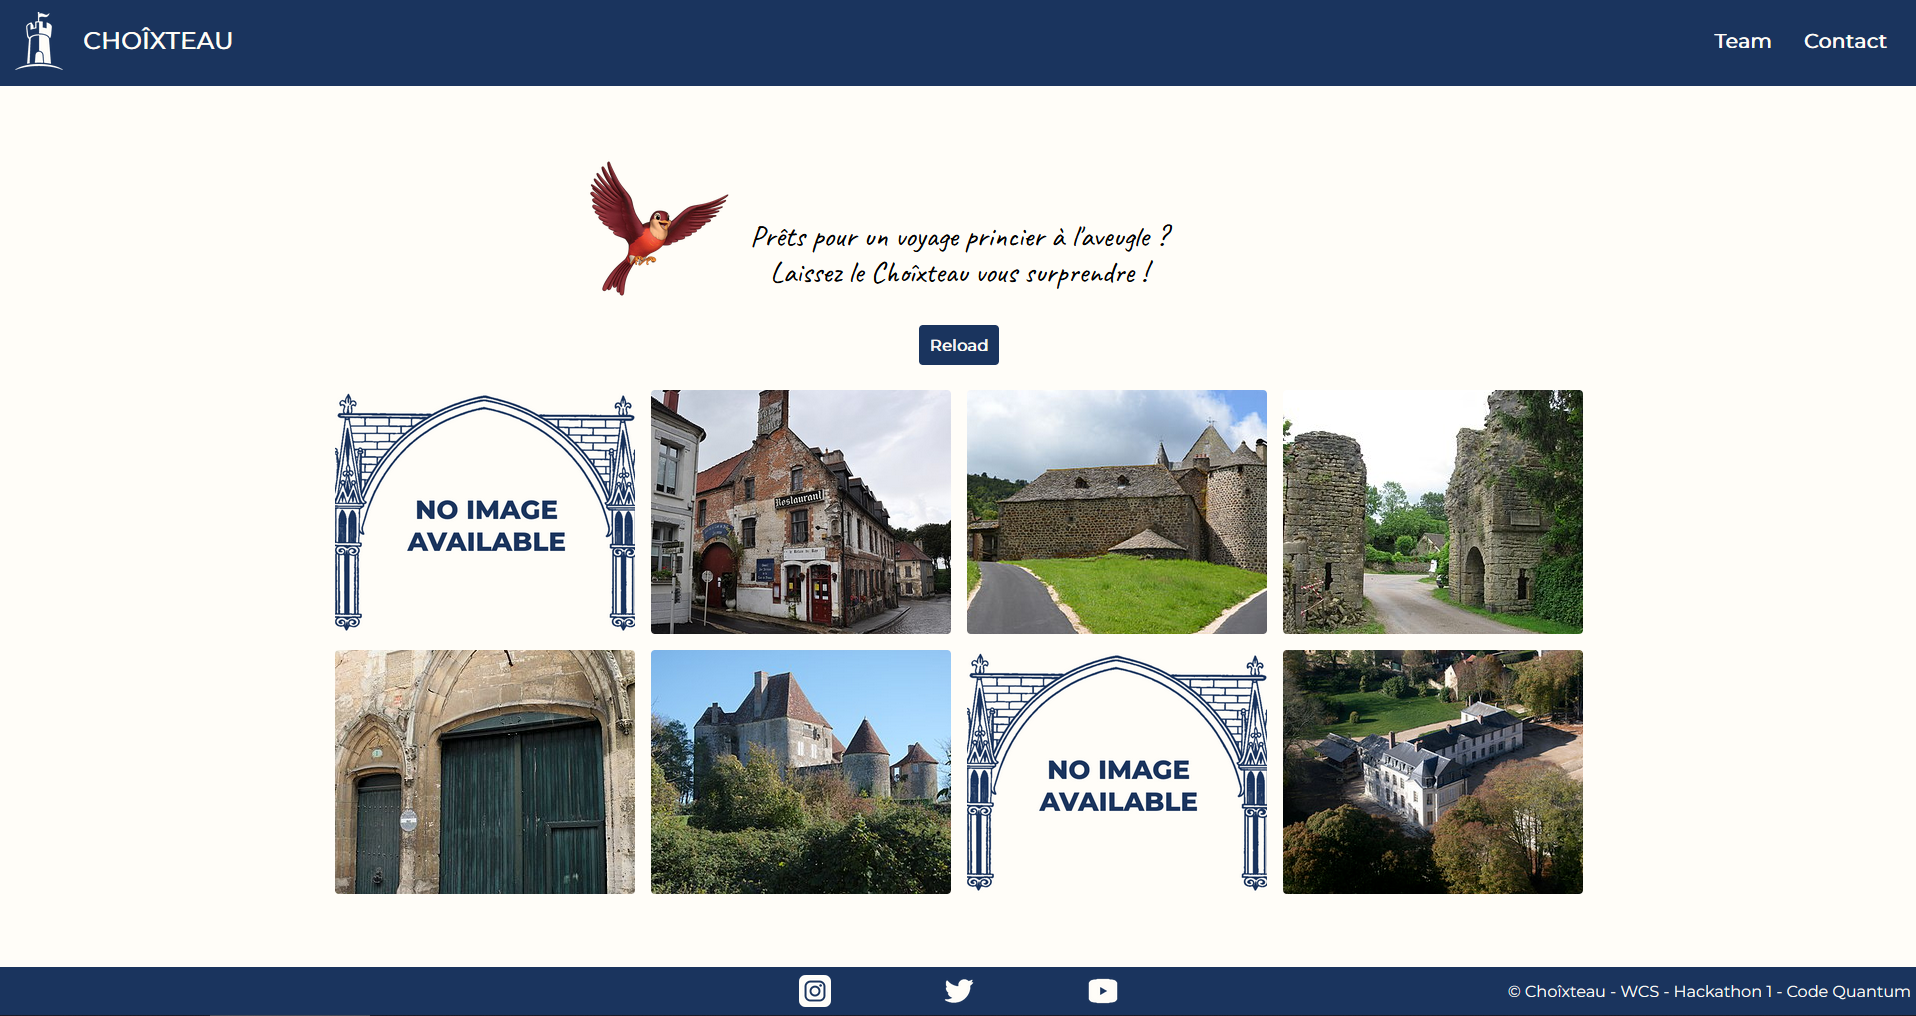 CHOÎXTEAU
Team
Contact
Prêts pour un voyage princier à l'aveugle ?
Laissez le Choîxteau vous surprendre !
Reload
NO IMAGE
AVAILABLE
Restaurant
NO IMAGE
AVAILABLE
© Choîxteau - WCS - Hackathon 1 - Code Quantum